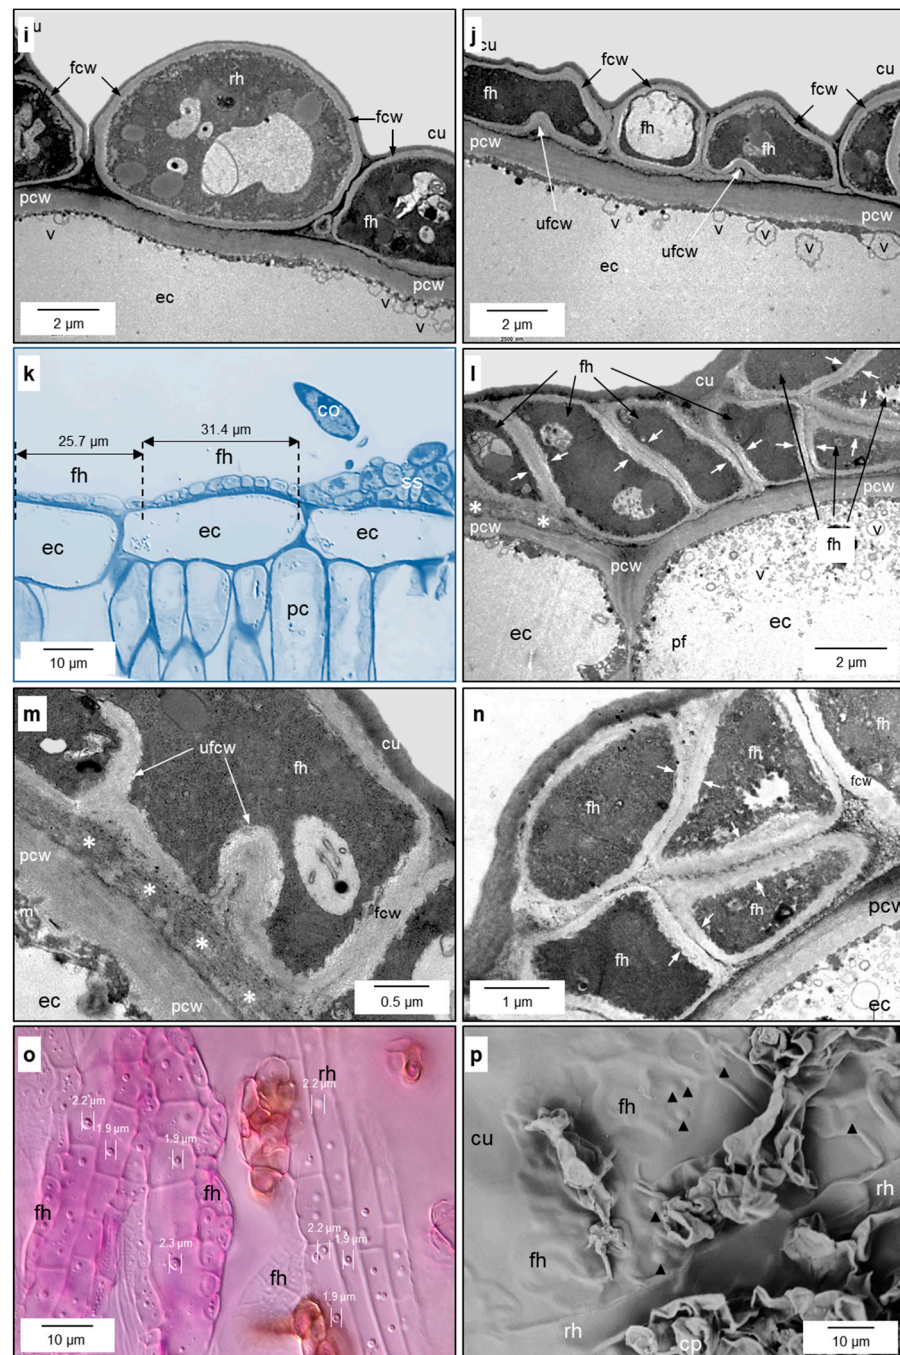 i
cu
fcw
rh
fcw
cu
pcw
fh
v
pcw
ec
v
2 µm
j
cu
fcw
fcw
cu
fh
fh
fh
pcw
ufcw
v
pcw
ufcw
v
v
v
ec
2 µm
2500 nm
k
co
25.7 µm
31.4 µm
fh
fh
ss
ec
ec
ec
pc
10 µm
l
fh
cu
*
pcw
*
pcw
pcw
v
fh
v
ec
ec
pf
2 µm
m
cu
ufcw
fh
*
pcw
*
fcw
m
*
*
ec
pcw
0.5 µm
n
fh
fh
fcw
fh
fh
pcw
fh
ec
1 µm
o
rh
2.2 µm
2.2 µm
1.9 µm
1.9 µm
fh
fh
2.3 µm
2.2 µm
1.9 µm
fh
1.9 µm
10 µm
p
fh
cu
rh
fh
rh
cp
10 µm